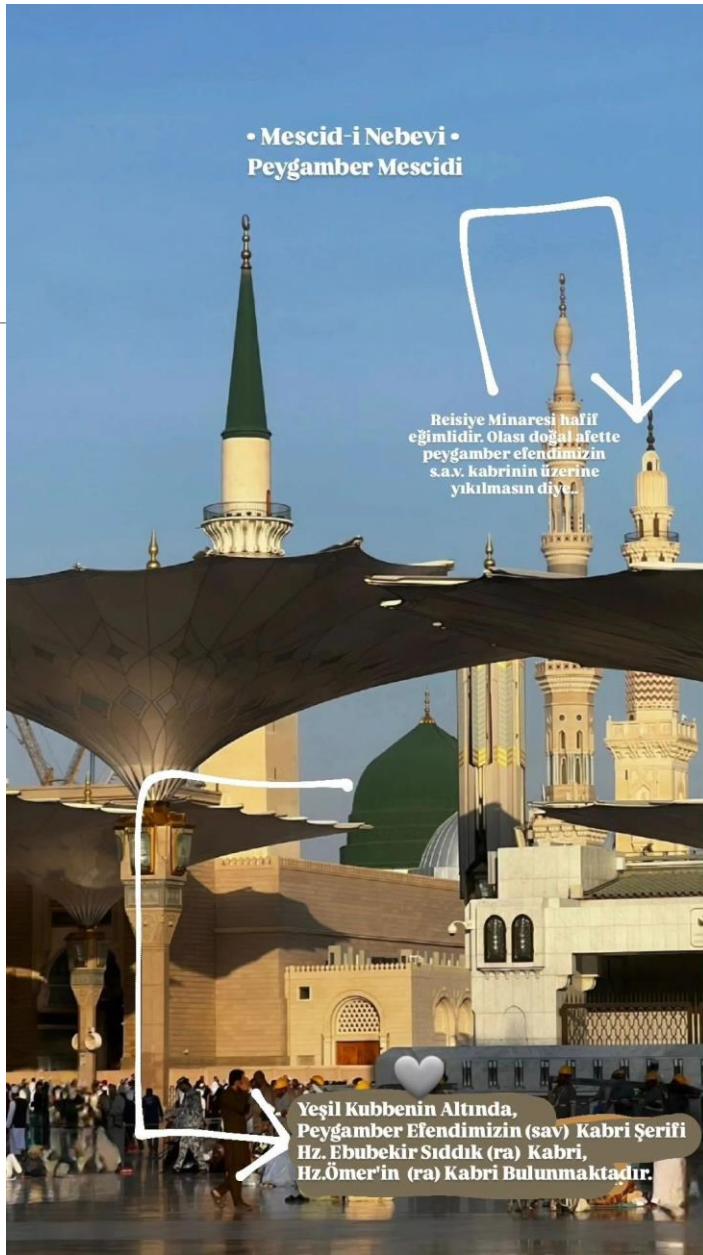 • Mescid-i Nebevi •
Peygamber Mescidi
Reisiye Minaresi hafif
eğimlidir. Olası doğal afette
peygamber efendimizin
s.a.v. kabrinin üzerine
yıkılmasın diye..
Yeşil Kubbenin Altında,
Peygamber Efendimizin (sav) Kabri Şerifi
Hz. Ebubekir Sıddık (ra) Kabri,
Hz.Ömer'in (ra) Kabri Bulunmaktadır.